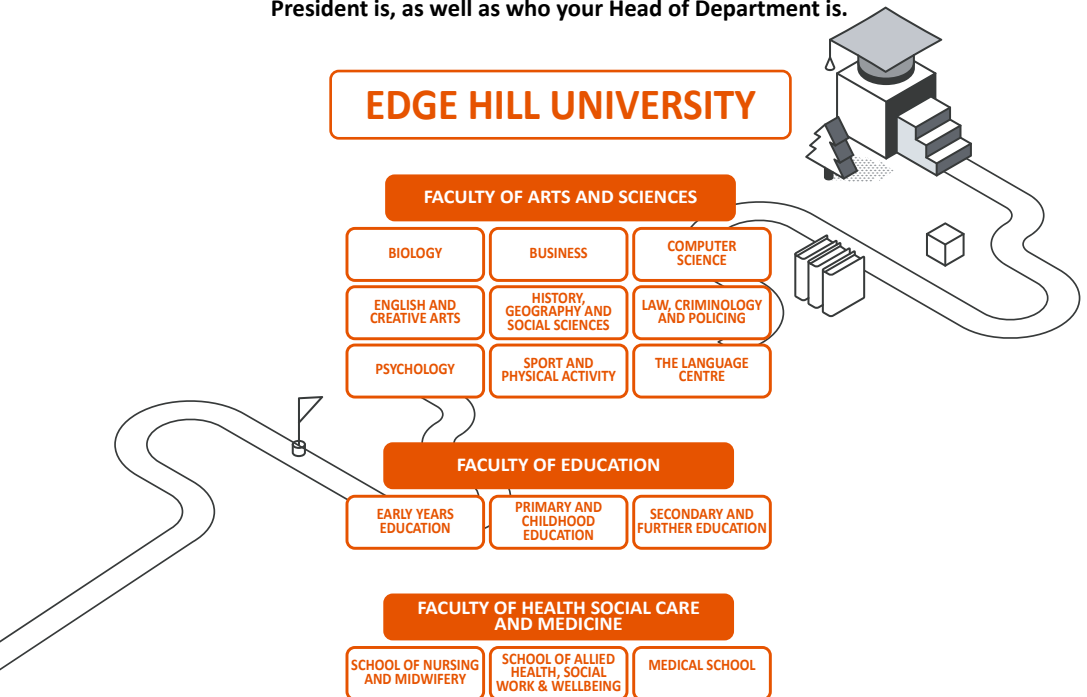 President is, as well as who your Head of Department is.
EDGE HILL UNIVERSITY
FACULTY OF ARTS AND SCIENCES
BIOLOGY
BUSINESS
COMPUTER
SCIENCE
ENGLISH AND
CREATIVE ARTS
HISTORY,
GEOGRAPHY AND
SOCIAL SCIENCES
LAW, CRIMINOLOGY
AND POLICING
PSYCHOLOGY
SPORT AND
PHYSICAL ACTIVITY
THE LANGUAGE
CENTRE
FACULTY OF EDUCATION
EARLY YEARS
EDUCATION
PRIMARY AND
CHILDHOOD
EDUCATION
SECONDARY AND
FURTHER EDUCATION
FACULTY OF HEALTH SOCIAL CARE
AND MEDICINE
SCHOOL OF NURSING
AND MIDWIFERY
SCHOOL OF ALLIED
HEALTH, SOCIAL
WORK & WELLBEING
MEDICAL SCHOOL